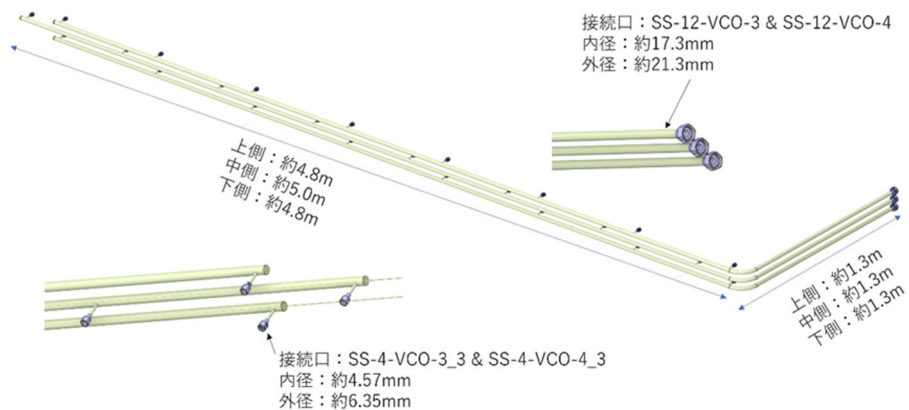 接続口：SS-12-VCO-3 & SS-12-VCO-4
内径：約17.3mm
外径：約21.3mm
上側：約4.8m
中側：約5.0m
下側：約4.8m
上側：約1.3m
中側：約1.3m
下側：約1.3m
接続口：SS-4-VCO-3_3 & SS-4-VCO-4_3
内径：約4.57mm
外径：約6.35mm